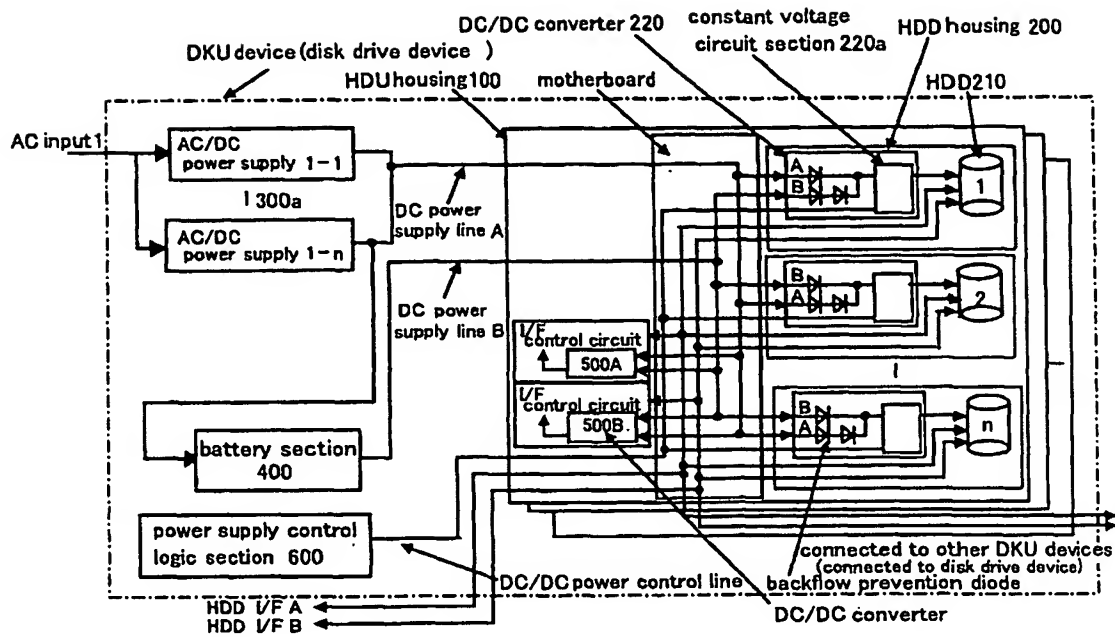 DC/DC converter 220
constant voltage
circuit section 220a
HDD housing 200
DKU device (disk drive device )
HDU housing 100
motherboard
HDD210
AC input 1
AC/DC
power supply 1-1
300a
AC/DC
power supply 1-n
DC power
supply line A
DC power
supply line B
A
B
1
B
A
2
I/F
control circuit
500A
I/F
control circuit
500B.
B
A
n
battery section
400
power supply control
logic section 600
DC/DC power control line
HDD I/F A
HDD I/F B
connected to other DKU devices
(connected to disk drive device)
backflow prevention diode
DC/DC converter